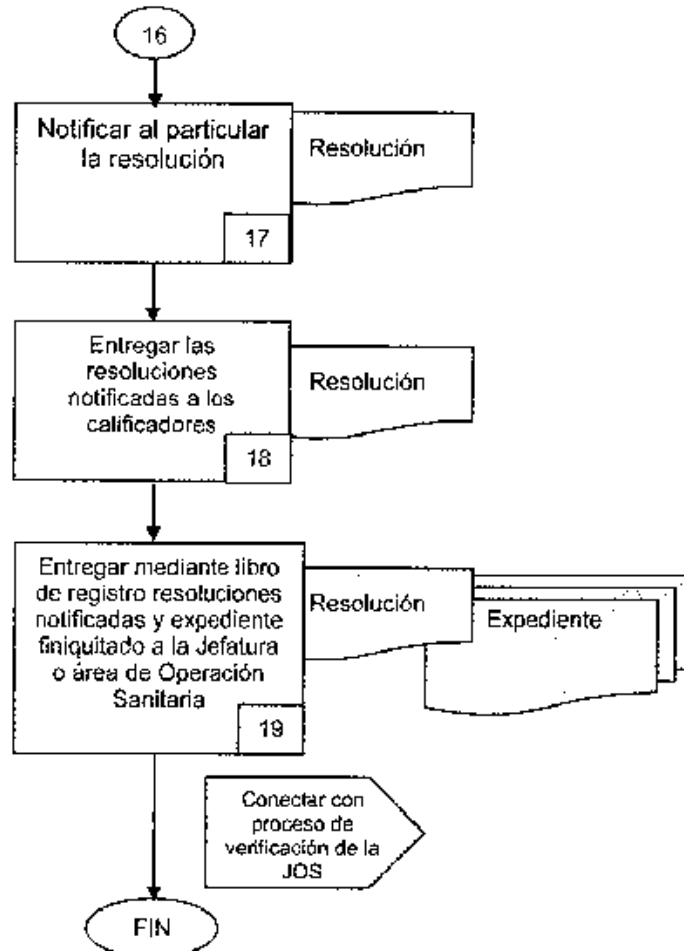 16
Notificar al particular
la resolución
Resolución
17
Entregar las
resoluciones
notificadas a los
calificadores
Resolución
18
Entregar mediante libro
de registro resoluciones
notificadas y expediente
finiquitado a la Jefatura
o área de Operación
Sanitaria
Resolución
Expediente
19
Conectar con
proceso de
verificación de la
JOS
FIN